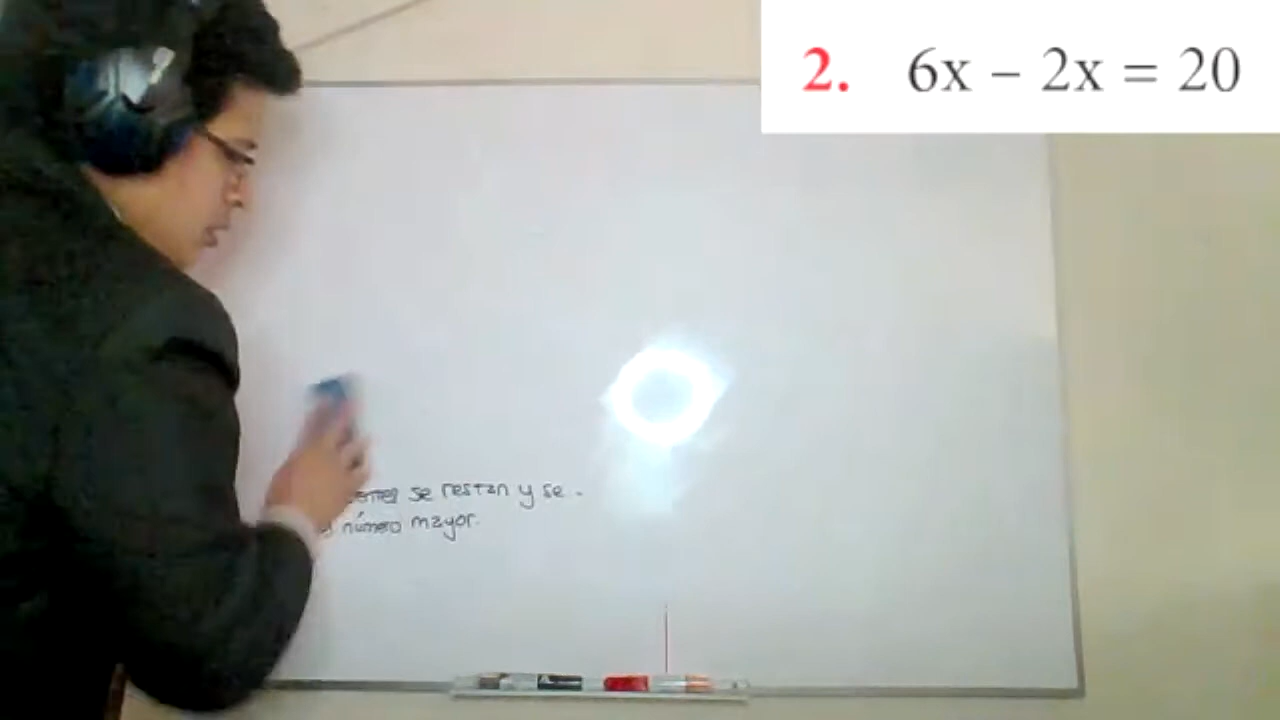 2. 6x – 2x = 20
se restan y se.
número mayor.